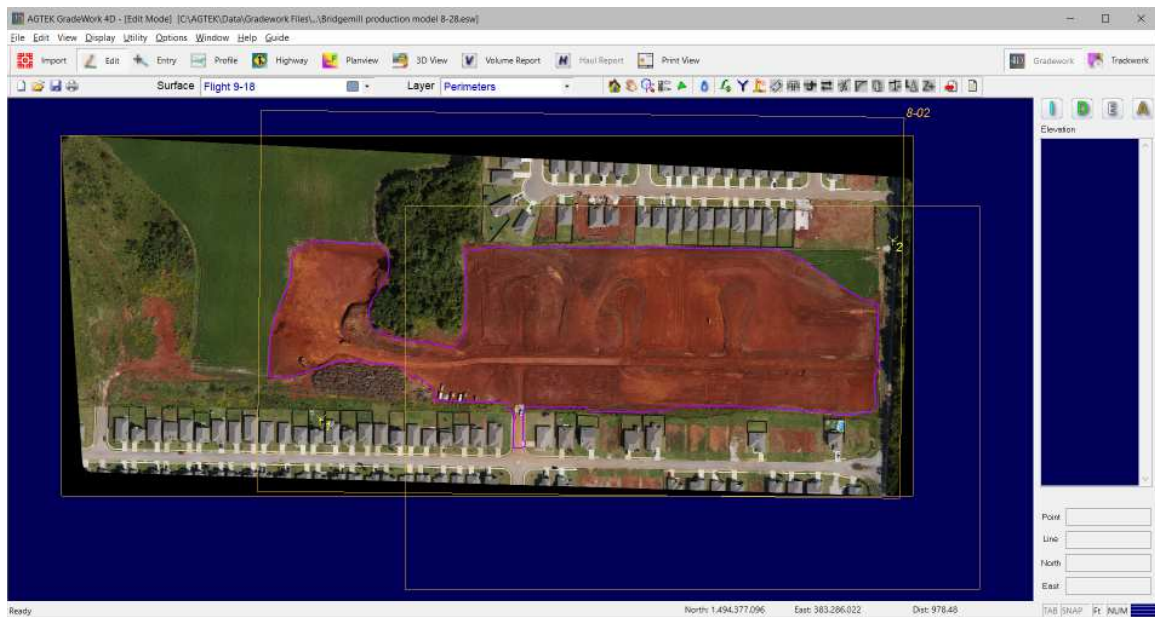 AGTEK GradeWork 4D - [Edit Mode] [C:\AGTEK\Data\Gradework Files\...\Bridgemill production model 8-28.esw]
File Edit View Display Utility Options Window Help Guide
Import Edit Entry Profile Highway Planview 3D View Volume Report Haul Report Print View 4D Gradework Trackwork
Surface Flight 9-18 Layer Perimeters
I D E A
8-02
Elevation
2
Point
Line
North
East
Ready North: 1.494.377.096 East: 383.286.022 Dist: 978.48 TAB SNAP Ft NUM